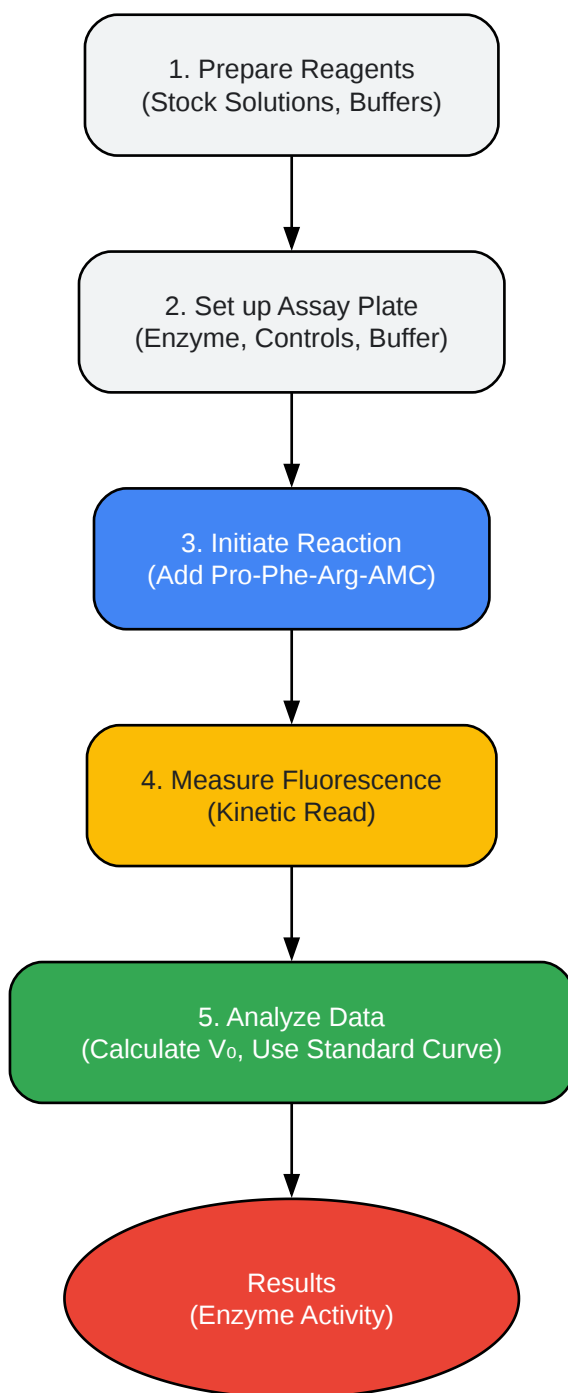 1. Prepare Reagents
(Stock Solutions, Buffers)
2. Set up Assay Plate
(Enzyme, Controls, Buffer)
3. Initiate Reaction
(Add Pro-Phe-Arg-AMC)
4. Measure Fluorescence
(Kinetic Read)
5. Analyze Data
(Calculate V₀, Use Standard Curve)
Results
(Enzyme Activity)